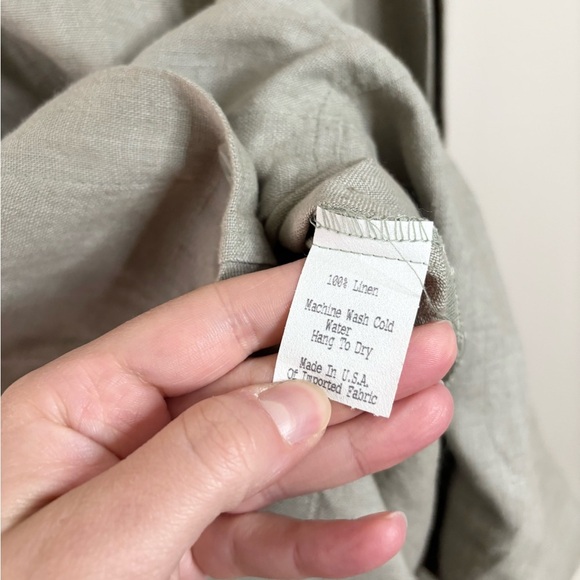 100% Linen
Machine Wash Cold
Water
Hang To Dry
Made In U.S.A.
Of Imported Fabric